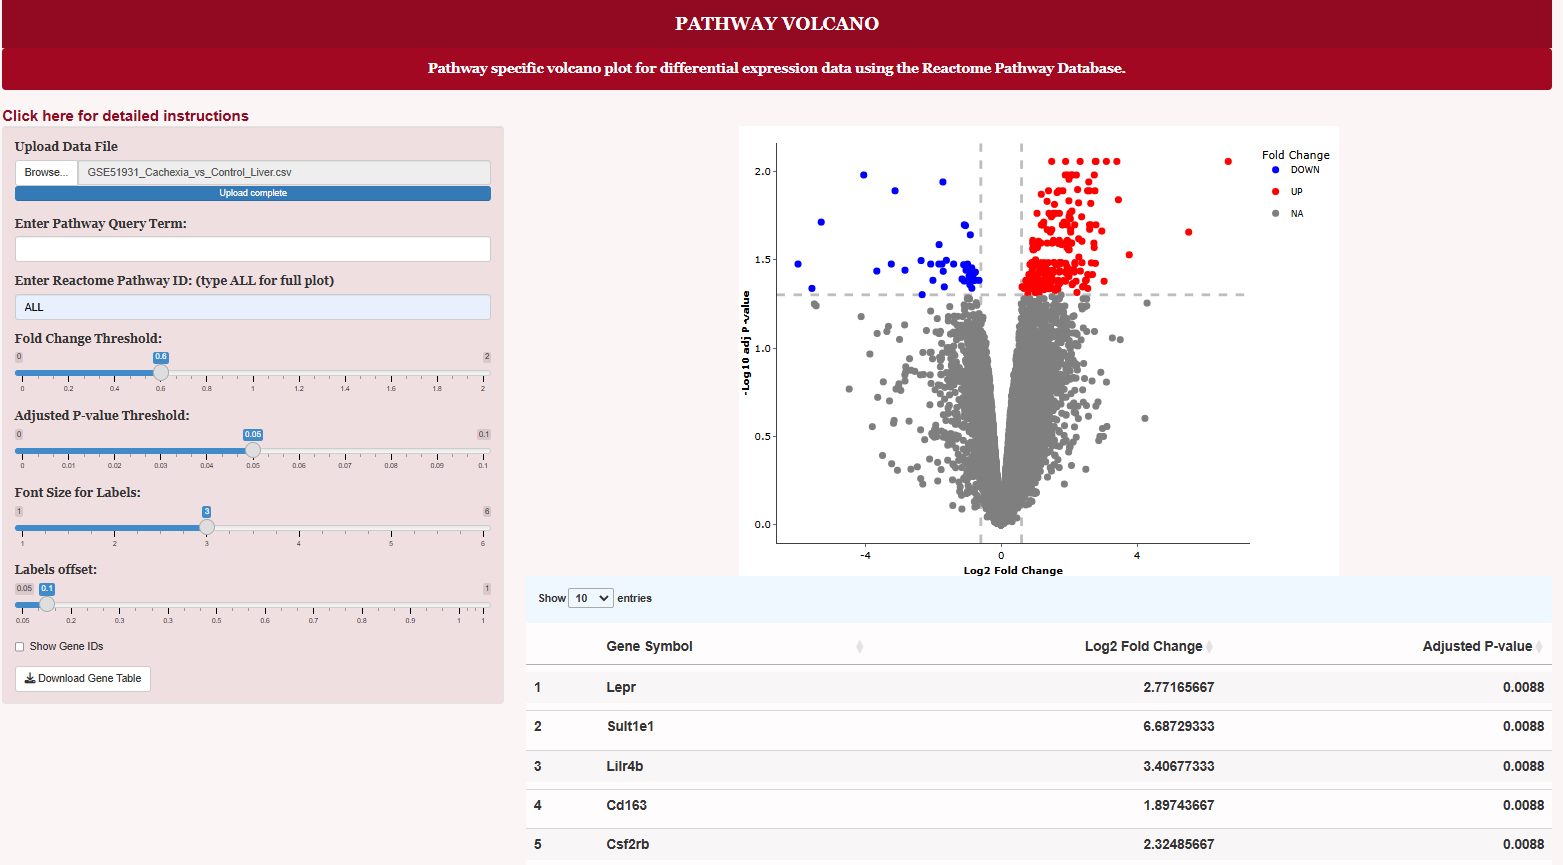 PATHWAY VOLCANO
Pathway specific volcano plot for differential expression data using the Reactome Pathway Database.
Click here for detailed instructions
Upload Data File
Browse... GSE51931_Cachexia_vs_Control_Liver.csv
Upload complete
Enter Pathway Query Term:
Enter Reactome Pathway ID: (type ALL for full plot)
ALL
Fold Change Threshold:
0 0.6 2
0 0.2 0.4 0.6 0.8 1 1.2 1.4 1.6 1.8 2
Adjusted P-value Threshold:
0 0.05 0.1
0 0.01 0.02 0.03 0.04 0.05 0.06 0.07 0.08 0.09 0.1
Font Size for Labels:
1 3 6
1 2 3 4 5 6
Labels offset:
0.05 0.1 1
0.05 0.2 0.3 0.3 0.5 0.6 0.7 0.8 0.9 1 1
Show Gene IDs
Download Gene Table
Fold Change
DOWN
UP
NA
2.0
1.5
1.0
0.5
0.0
-Log10 adj P-value
-4 0 4
Log2 Fold Change
Show 10 entries
Gene Symbol Log2 Fold Change Adjusted P-value
1 Lepr 2.77165667 0.0088
2 Sult1e1 6.68729333 0.0088
3 Lilr4b 3.40677333 0.0088
4 Cd163 1.89743667 0.0088
5 Csf2rb 2.32485667 0.0088